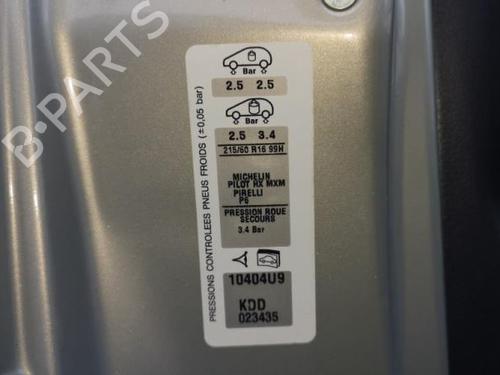 B-PARTS
PRESSIONS CONTROLEES PNEUS FROIDS (±0,05 bar)
Bar
2.5 2.5
Bar
2.5 3.4
215/60 R16 99H
MICHELIN
PILOT HX MXM
PIRELLI
P6
PRESSION ROUE
SECOURS
3.4 Bar
10404U9
KDD
023435